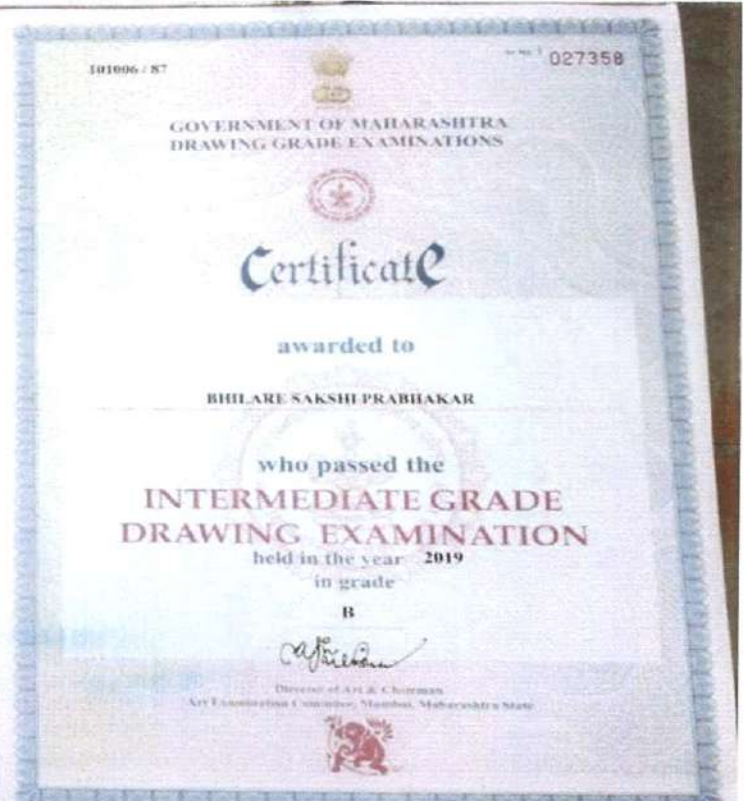 101006 / 87
027358
GOVERNMENT OF MAHARASHTRA
DRAWING GRADE EXAMINATIONS
Certificate
awarded to
BHILARE SAKSHI PRABHAKAR
who passed the
INTERMEDIATE GRADE
DRAWING EXAMINATION
held in the year 2019
in grade
B
Director of Art & Chairman
Art Examination Committee, Mumbai, Maharashtra State